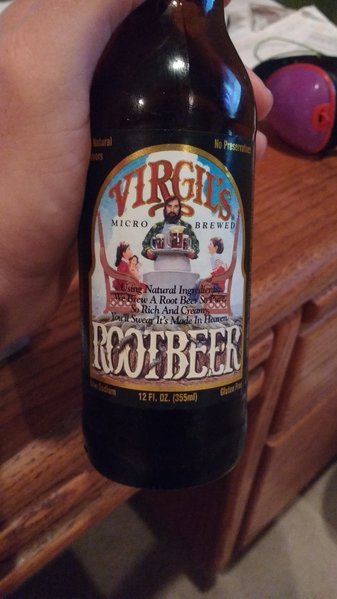 Natural
No Preservatives
VIRGIL'S
MICRO BREWED
Using Natural Ingredients,
We Brew A Root Beer So Pure
So Rich And Creamy,
You'll Swear It's Made In Heaven.
ROOTBEER
Sodium
12 FL. OZ. (355ml)
Gluten Free